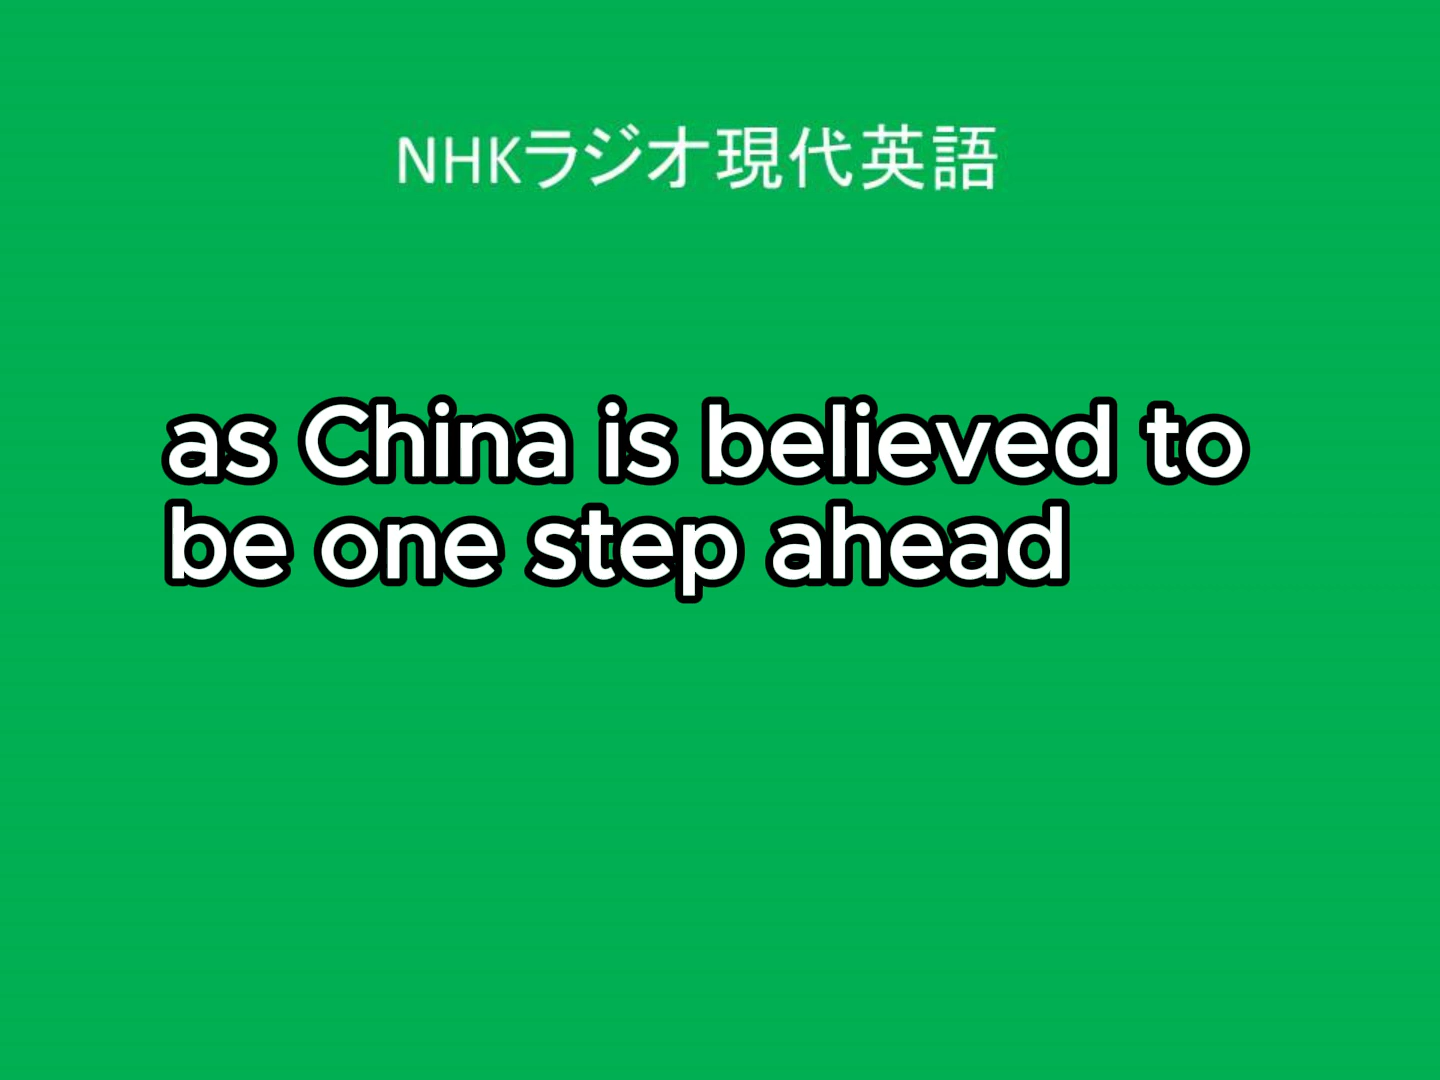 NHKラジオ現代英語
as China is believed to
be one step ahead